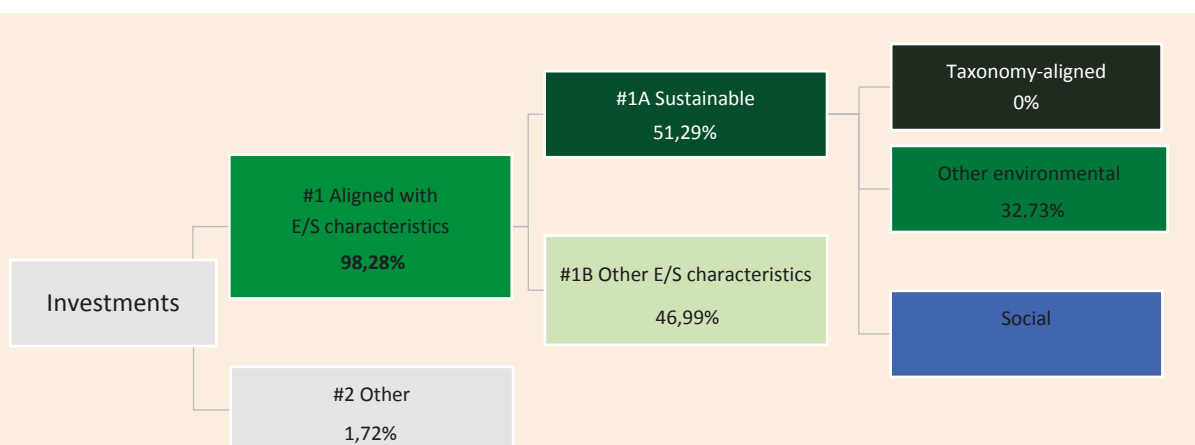 Investments
#1 Aligned with
E/S characteristics
98,28%
#2 Other
1,72%
#1A Sustainable
51,29%
#1B Other E/S characteristics
46,99%
Taxonomy-aligned
0%
Other environmental
32,73%
Social